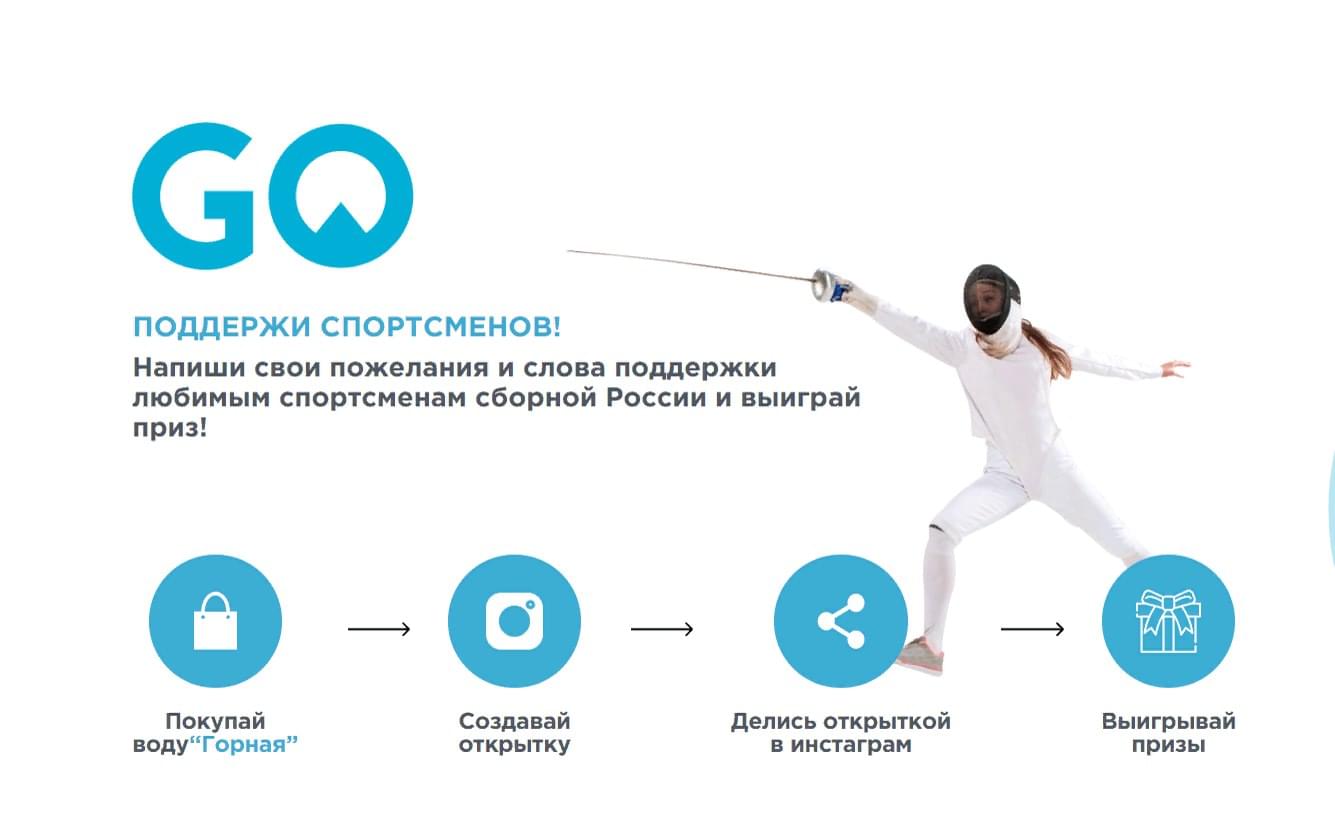 GO
ПОДДЕРЖИ СПОРТСМЕНОВ!
Напиши свои пожелания и слова поддержки
любимым спортсменам сборной России и выиграй
приз!
Покупай
воду“Горная”
Создавай
открытку
Делись открыткой
в инстаграм
Выигрывай
призы